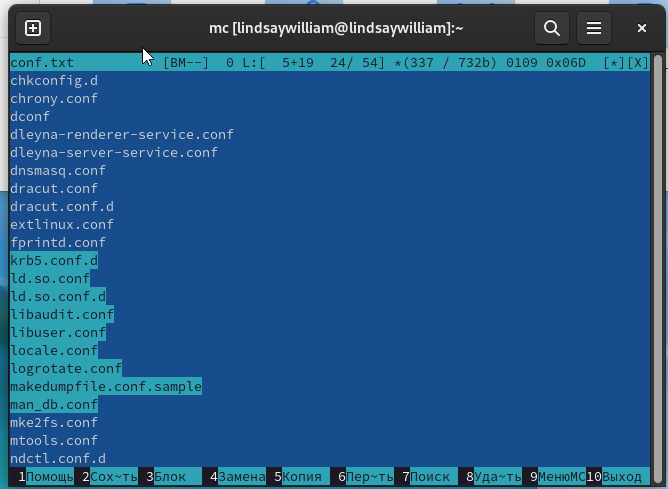 mc [lindsaywilliam@lindsaywilliam]:~
conf.txt [BM--] 0 L:[ 5+19 24/ 54] *(337 / 732b) 0109 0x06D [*][X]
chkconfig.d
chrony.conf
dconf
dleyna-renderer-service.conf
dleyna-server-service.conf
dnsmasq.conf
dracut.conf
dracut.conf.d
extlinux.conf
fprintd.conf
krb5.conf.d
ld.so.conf
ld.so.conf.d
libaudit.conf
libuser.conf
locale.conf
logrotate.conf
makedumpfile.conf.sample
man_db.conf
mke2fs.conf
mtools.conf
ndctl.conf.d
1Помощь 2Сох~ть 3Блок 4Замена 5Копия 6Пер~ть 7Поиск 8Уда~ть 9МенюMC 10Выход